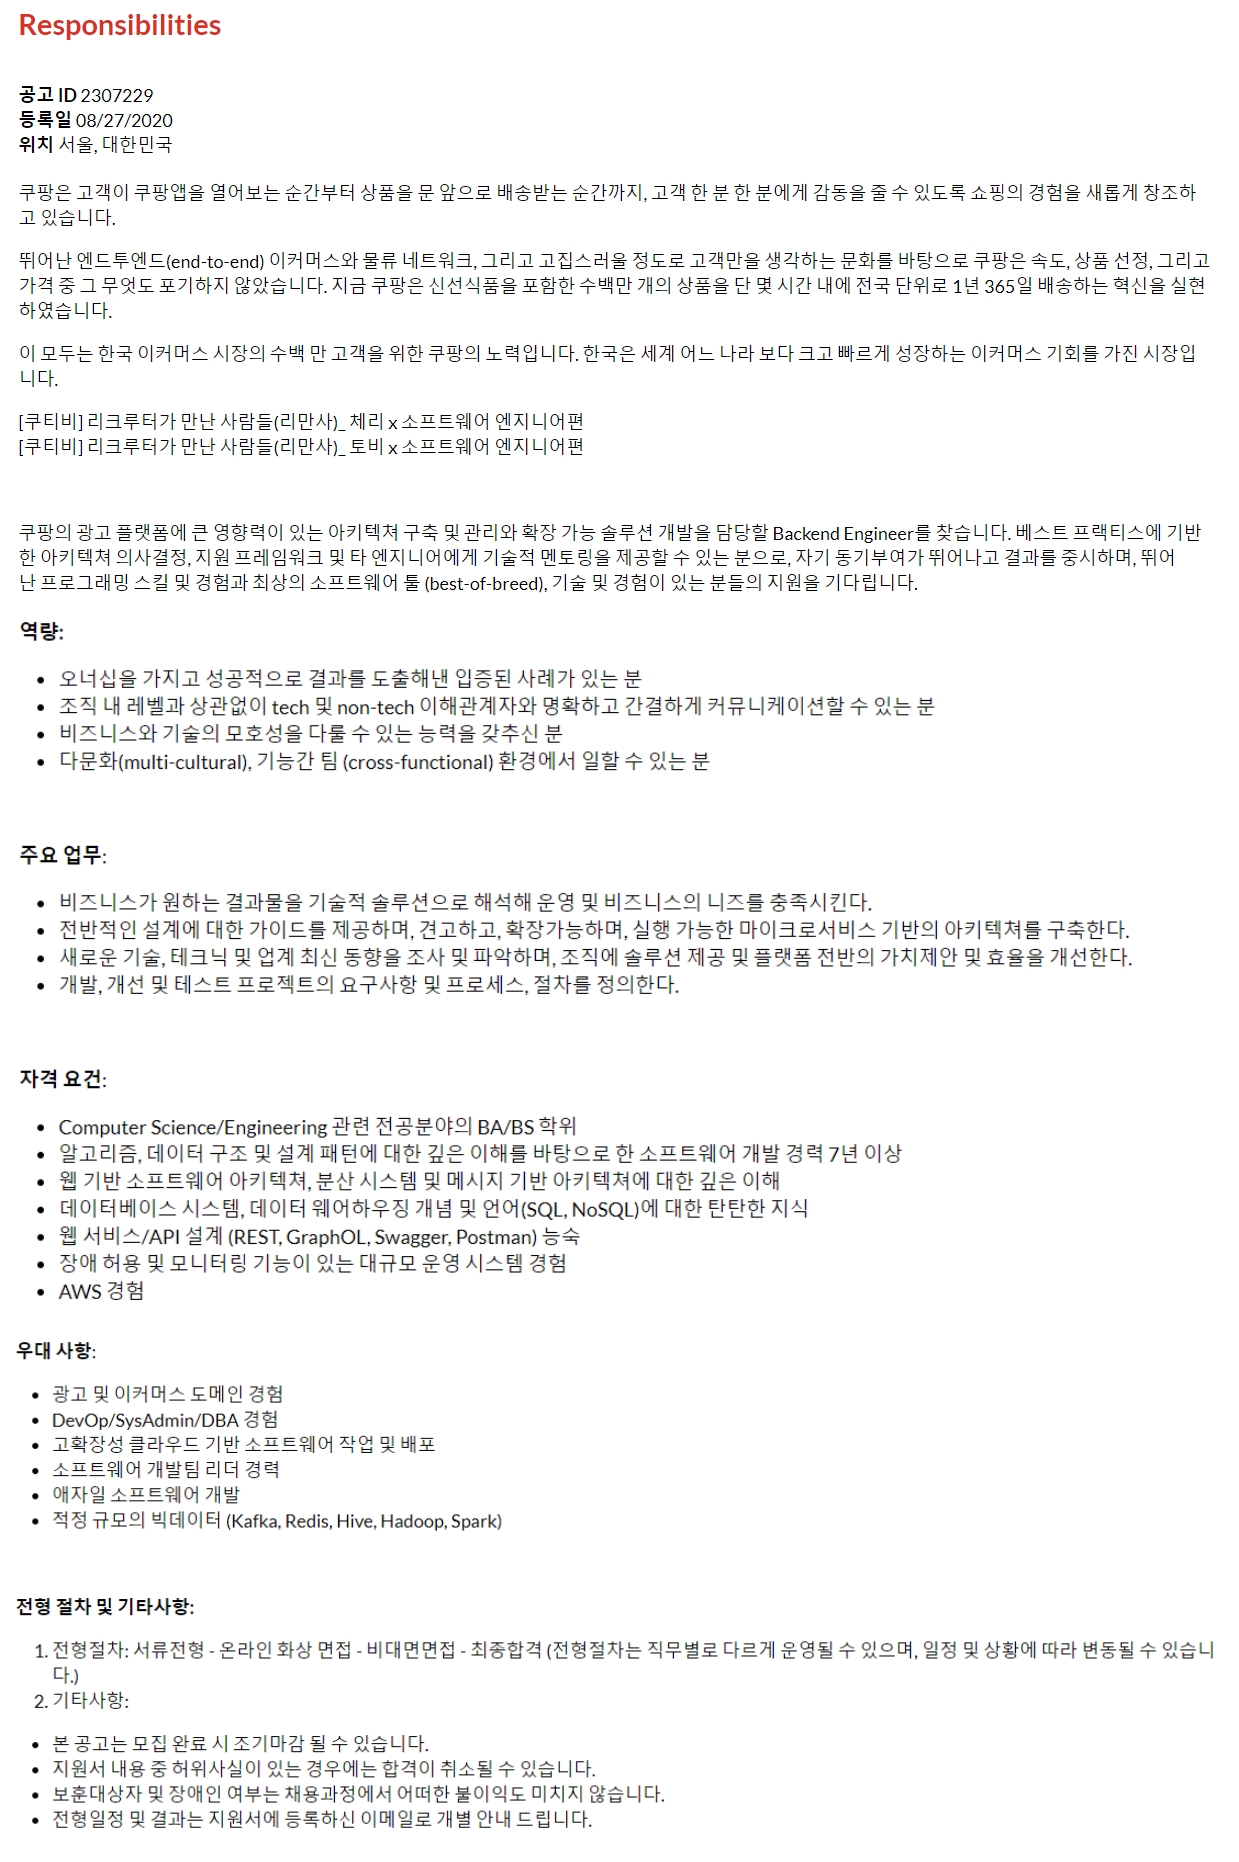 Responsibilities
공고 ID 2307229
등록일 08/27/2020
위치 서울, 대한민국
쿠팡은 고객이 쿠팡앱을 열어보는 순간부터 상품을 문 앞으로 배송받는 순간까지, 고객 한 분 한 분에게 감동을 줄 수 있도록 쇼핑의 경험을 새롭게 창조하
고 있습니다.
뛰어난 엔드투엔드(end-to-end) 이커머스와 물류 네트워크, 그리고 고집스러울 정도로 고객만을 생각하는 문화를 바탕으로 쿠팡은 속도, 상품 선정, 그리고
가격 중 그 무엇도 포기하지 않았습니다. 지금 쿠팡은 신선식품을 포함한 수백만 개의 상품을 단 몇 시간 내에 전국 단위로 1년 365일 배송하는 혁신을 실현
하였습니다.
이 모두는 한국 이커머스 시장의 수백 만 고객을 위한 쿠팡의 노력입니다. 한국은 세계 어느 나라 보다 크고 빠르게 성장하는 이커머스 기회를 가진 시장입
니다.
[쿠티비] 리크루터가 만난 사람들(리만사)_ 체리 x 소프트웨어 엔지니어편
[쿠티비] 리크루터가 만난 사람들(리만사)_ 토비 x 소프트웨어 엔지니어편
쿠팡의 광고 플랫폼에 큰 영향력이 있는 아키텍쳐 구축 및 관리와 확장 가능 솔루션 개발을 담당할 Backend Engineer를 찾습니다. 베스트 프랙티스에 기반
한 아키텍쳐 의사결정, 지원 프레임워크 및 타 엔지니어에게 기술적 멘토링을 제공할 수 있는 분으로, 자기 동기부여가 뛰어나고 결과를 중시하며, 뛰어
난 프로그래밍 스킬 및 경험과 최상의 소프트웨어 툴 (best-of-breed), 기술 및 경험이 있는 분들의 지원을 기다립니다.
역량:
• 오너십을 가지고 성공적으로 결과를 도출해낸 입증된 사례가 있는 분
• 조직 내 레벨과 상관없이 tech 및 non-tech 이해관계자와 명확하고 간결하게 커뮤니케이션할 수 있는 분
• 비즈니스와 기술의 모호성을 다룰 수 있는 능력을 갖추신 분
• 다문화(multi-cultural), 기능간 팀 (cross-functional) 환경에서 일할 수 있는 분
주요 업무:
• 비즈니스가 원하는 결과물을 기술적 솔루션으로 해석해 운영 및 비즈니스의 니즈를 충족시킨다.
• 전반적인 설계에 대한 가이드를 제공하며, 견고하고, 확장가능하며, 실행 가능한 마이크로서비스 기반의 아키텍쳐를 구축한다.
• 새로운 기술, 테크닉 및 업계 최신 동향을 조사 및 파악하며, 조직에 솔루션 제공 및 플랫폼 전반의 가치제안 및 효율을 개선한다.
• 개발, 개선 및 테스트 프로젝트의 요구사항 및 프로세스, 절차를 정의한다.
자격 요건:
• Computer Science/Engineering 관련 전공분야의 BA/BS 학위
• 알고리즘, 데이터 구조 및 설계 패턴에 대한 깊은 이해를 바탕으로 한 소프트웨어 개발 경력 7년 이상
• 웹 기반 소프트웨어 아키텍쳐, 분산 시스템 및 메시지 기반 아키텍쳐에 대한 깊은 이해
• 데이터베이스 시스템, 데이터 웨어하우징 개념 및 언어(SQL, NoSQL)에 대한 탄탄한 지식
• 웹 서비스/API 설계 (REST, GraphOL, Swagger, Postman) 능숙
• 장애 허용 및 모니터링 기능이 있는 대규모 운영 시스템 경험
• AWS 경험
우대 사항:
• 광고 및 이커머스 도메인 경험
• DevOp/SysAdmin/DBA 경험
• 고확장성 클라우드 기반 소프트웨어 작업 및 배포
• 소프트웨어 개발팀 리더 경력
• 애자일 소프트웨어 개발
• 적정 규모의 빅데이터 (Kafka, Redis, Hive, Hadoop, Spark)
전형 절차 및 기타사항:
1. 전형절차: 서류전형 - 온라인 화상 면접 - 비대면면접 - 최종합격 (전형절차는 직무별로 다르게 운영될 수 있으며, 일정 및 상황에 따라 변동될 수 있습니
다.)
2. 기타사항:
• 본 공고는 모집 완료 시 조기마감 될 수 있습니다.
• 지원서 내용 중 허위사실이 있는 경우에는 합격이 취소될 수 있습니다.
• 보훈대상자 및 장애인 여부는 채용과정에서 어떠한 불이익도 미치지 않습니다.
• 전형일정 및 결과는 지원서에 등록하신 이메일로 개별 안내 드립니다.